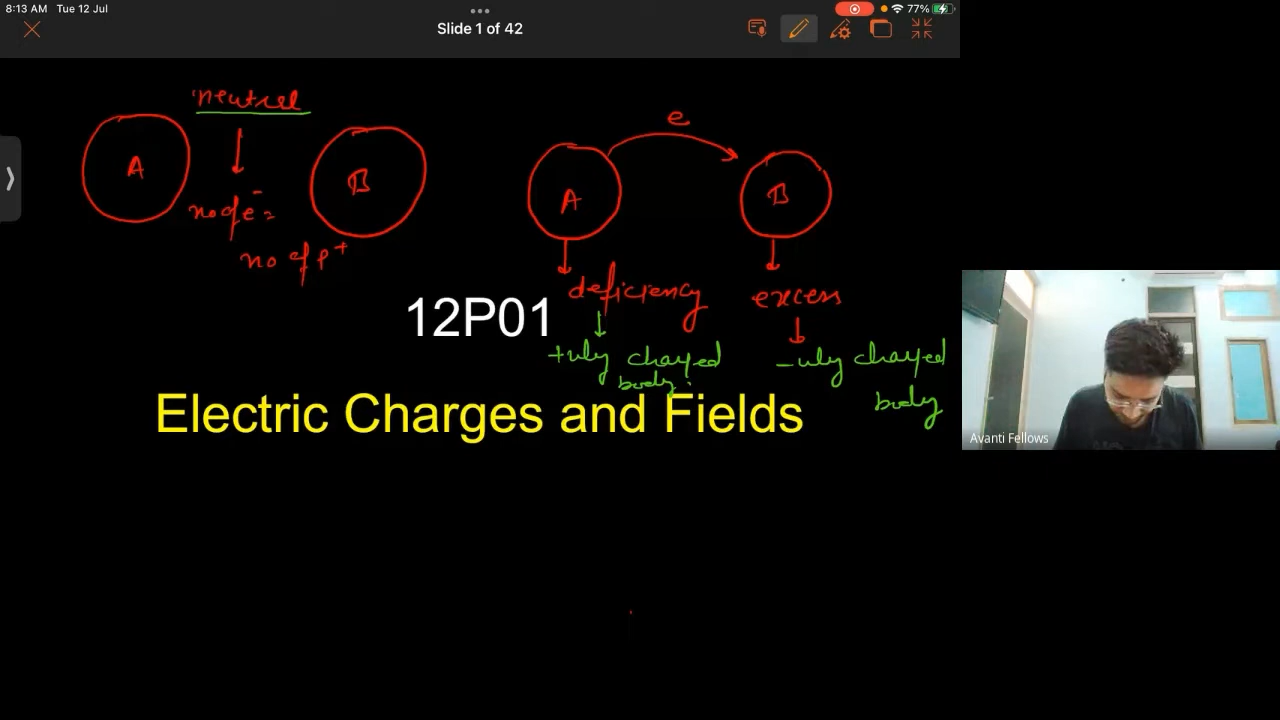 8:13 AM Tue 12 Jul
77%
Slide 1 of 42
neutral
A
B
no of e⁻ =
no of p⁺
e
A
B
deficiency
excess
+vly charged
body.
-vly charged
body
12P01
Electric Charges and Fields
Avanti Fellows